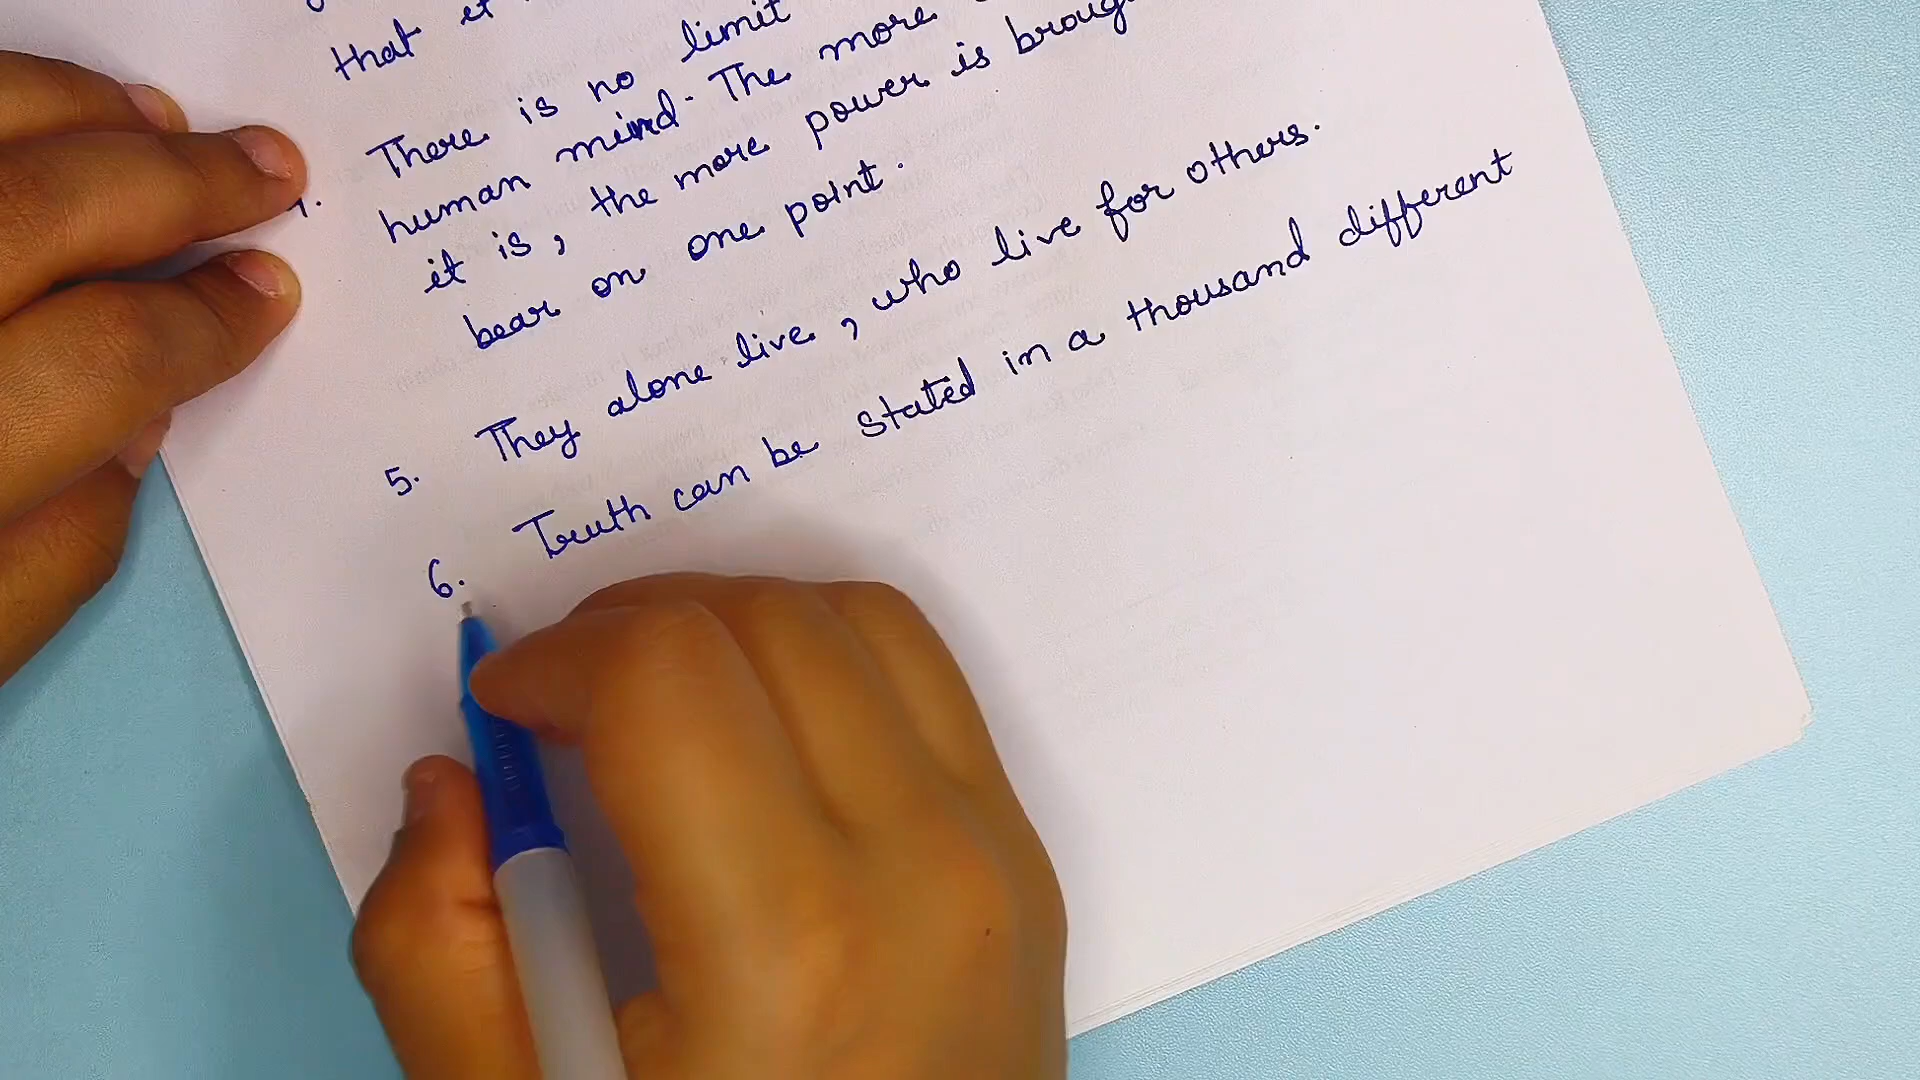 that it
There is no limit
human mind. The more
it is, the more power is
bear on one point.
5. They alone live, who live for others.
6. Truth can be stated in a thousand different